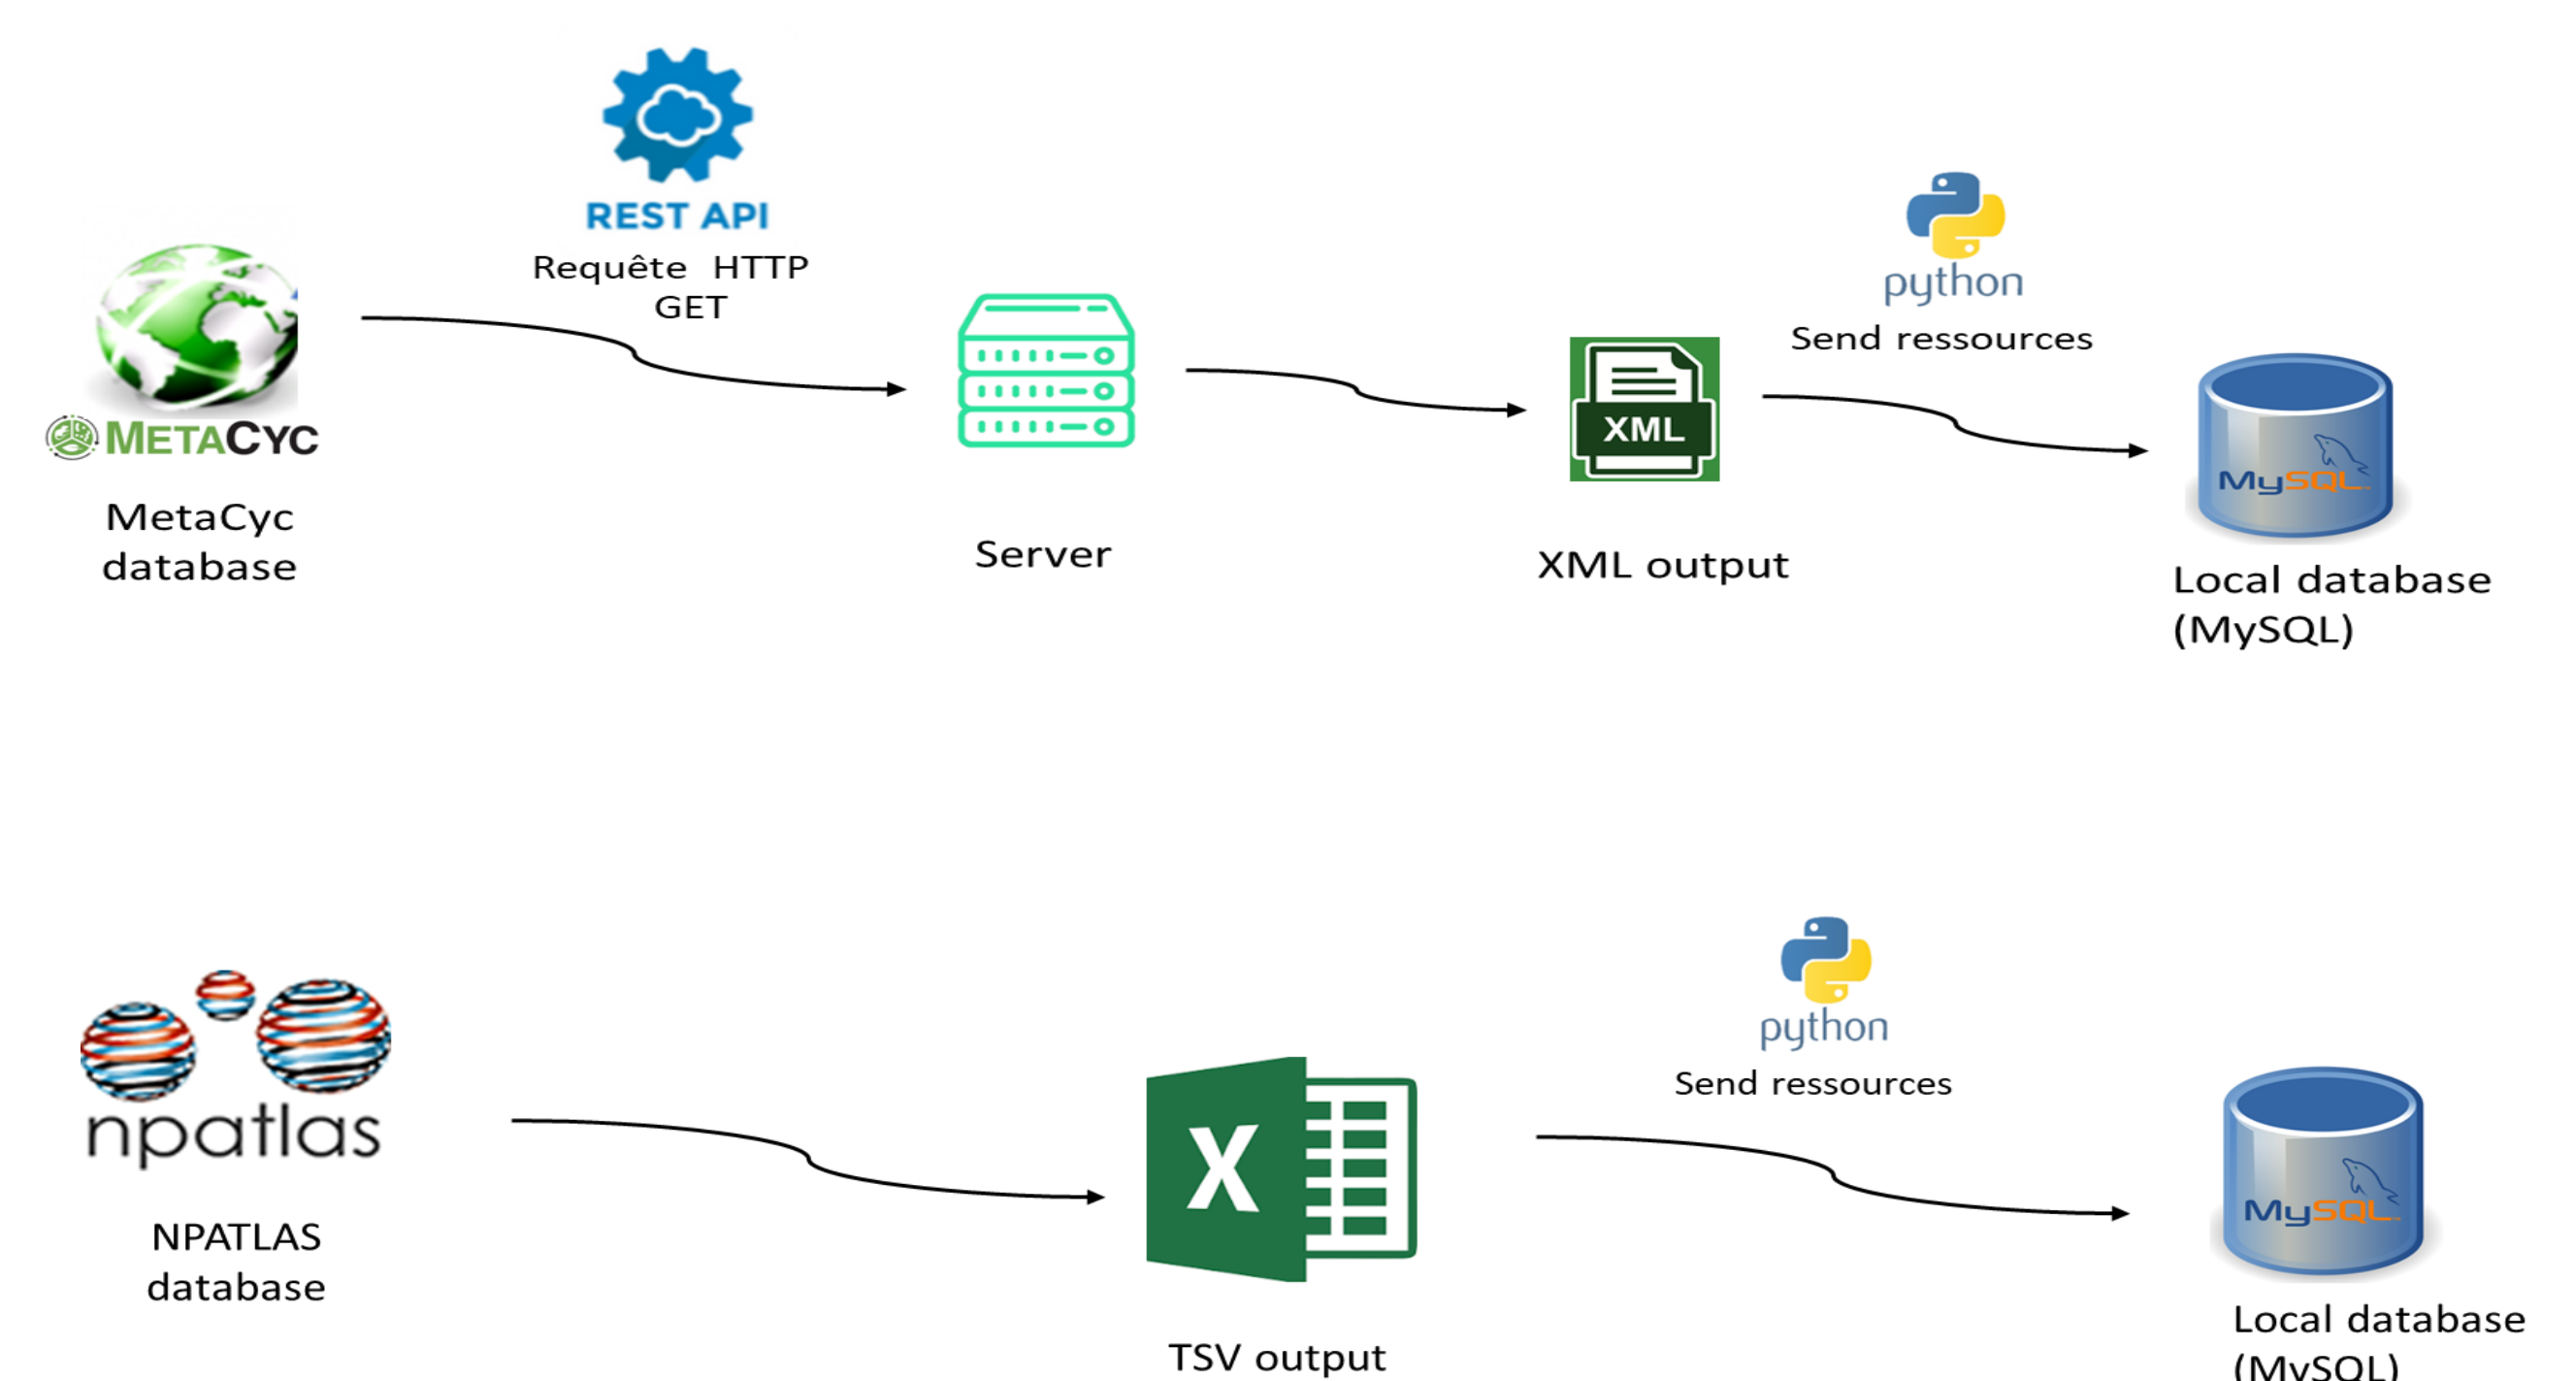 REST API
Requête HTTP
GET
METACYC
MetaCyc
database
Server
XML
XML output
python
Send ressources
MySQL
Local database
(MySQL)
npatlas
NPATLAS
database
X
TSV output
python
Send ressources
MySQL
Local database
(MySQL)